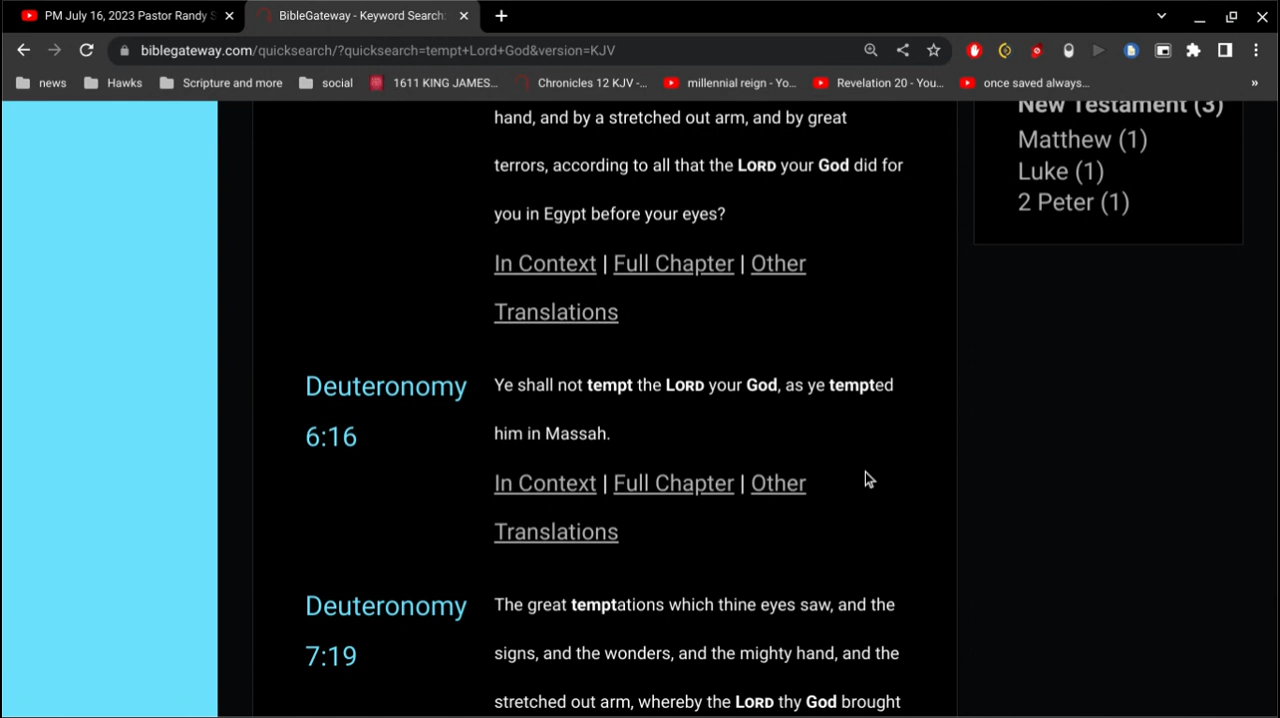 PM July 16, 2023 Pastor Randy S
BibleGateway - Keyword Search:
biblegateway.com/quicksearch/?quicksearch=tempt+Lord+God&version=KJV
news Hawks Scripture and more social 1611 KING JAMES... Chronicles 12 KJV -... millennial reign - Yo... Revelation 20 - You... once saved always... »
hand, and by a stretched out arm, and by great
terrors, according to all that the LORD your God did for
you in Egypt before your eyes?
In Context | Full Chapter | Other
Translations
Deuteronomy
6:16
Ye shall not tempt the LORD your God, as ye tempted
him in Massah.
In Context | Full Chapter | Other
Translations
Deuteronomy
7:19
The great temptations which thine eyes saw, and the
signs, and the wonders, and the mighty hand, and the
stretched out arm, whereby the LORD thy God brought
New Testament (3)
Matthew (1)
Luke (1)
2 Peter (1)